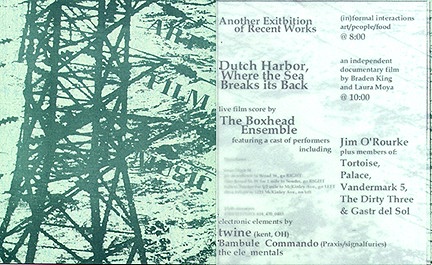 ART
FILM
Another Exitbition
of Recent Works
(in)formal interactions
art/people/food
@ 8:00
Dutch Harbor,
Where the Sea
Breaks its Back
an independent
documentary film
by Braden King
and Laura Moya
@ 10:00
live film score by
The Boxhead
Ensemble
featuring a cast of performers
including
Jim O'Rourke
plus members of:
Tortoise,
Palace,
Vandermark 5,
The Dirty Three
& Gastr del Sol
electronic elements by
twine (kent, OH)
Bambule Commando (Praxis/signalfuries)
the ele_mentals